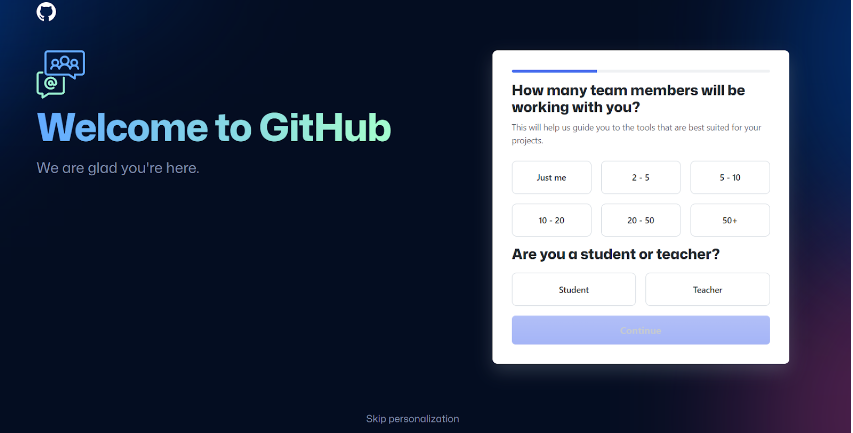 Welcome to GitHub
We are glad you're here.
How many team members will be
working with you?
This will help us guide you to the tools that are best suited for your
projects.
Just me
2 - 5
5 - 10
10 - 20
20 - 50
50+
Are you a student or teacher?
Student
Teacher
Continue
Skip personalization